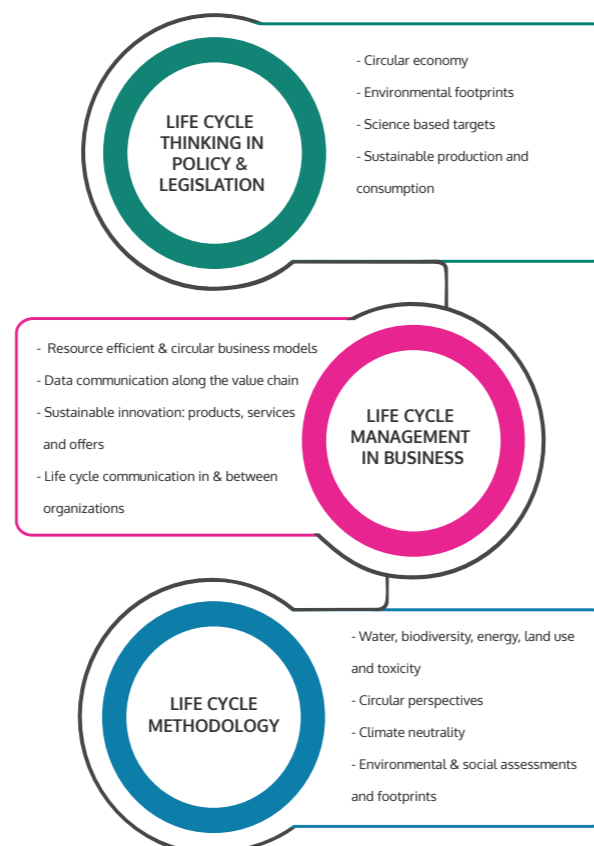 LIFE CYCLE
THINKING IN
POLICY &
LEGISLATION
- Circular economy
- Environmental footprints
- Science based targets
- Sustainable production and
consumption
- Resource efficient & circular business models
- Data communication along the value chain
- Sustainable innovation: products, services
and offers
- Life cycle communication in & between
organizations
LIFE CYCLE
MANAGEMENT
IN BUSINESS
LIFE CYCLE
METHODOLOGY
- Water, biodiversity, energy, land use
and toxicity
- Circular perspectives
- Climate neutrality
- Environmental & social assessments
and footprints